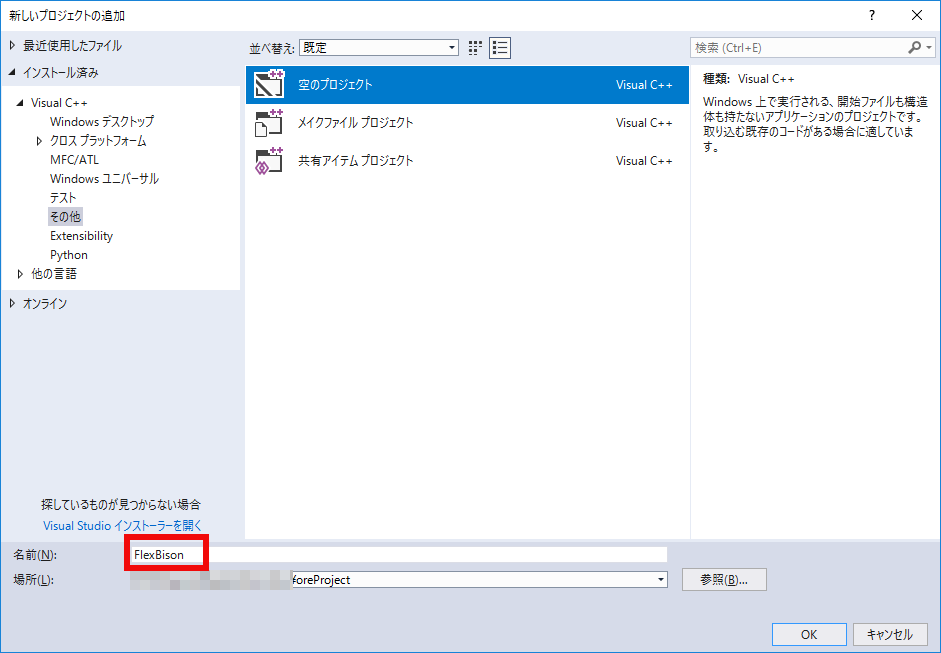 新しいプロジェクトの追加
?
最近使用したファイル
インストール済み
Visual C++
Windows デスクトップ
クロス プラットフォーム
MFC/ATL
Windows ユニバーサル
テスト
その他
Extensibility
Python
他の言語
オンライン
探しているものが見つからない場合
Visual Studio インストーラーを開く
並べ替え: 既定
空のプロジェクト Visual C++
メイクファイル プロジェクト Visual C++
共有アイテム プロジェクト Visual C++
検索 (Ctrl+E)
種類: Visual C++
Windows 上で実行される、開始ファイルも構造
体も持たないアプリケーションのプロジェクトです。
取り込む既存のコードがある場合に適していま
す。
名前(N): FlexBison
場所(L): foreProject 参照(B)...
OK キャンセル